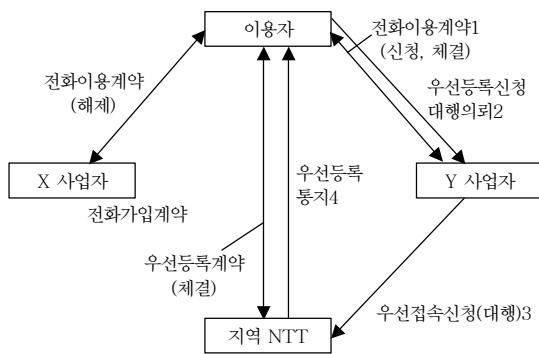 이용자
전화이용계약1
(신청, 체결)
전화이용계약
(해제)
우선등록신청
대행의뢰2
X 사업자
Y 사업자
전화가입계약
우선등록
통지4
우선등록계약
(체결)
우선접속신청(대행)3
지역 NTT